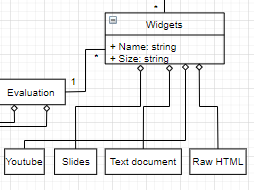 *
Widgets
+ Name: string
+ Size: string
*
1
Evaluation
Youtube
Slides
Text document
Raw HTML